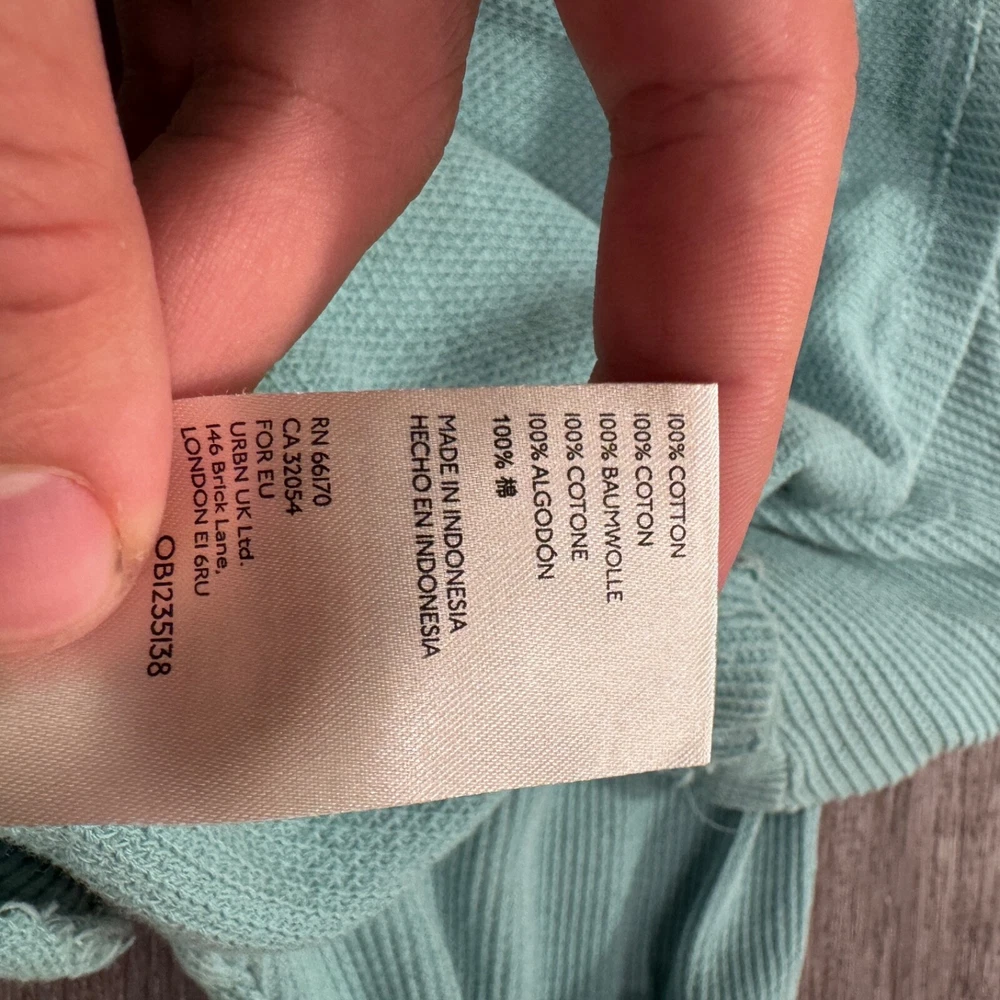 100% COTTON
100% COTON
100% BAUMWOLLE
100% COTONE
100% ALGODÓN
100% 棉
MADE IN INDONESIA
HECHO EN INDONESIA
RN 66170
CA 32054
FOR EU
URBN UK Ltd.
146 Brick Lane,
LONDON E1 6RU
OB1235138